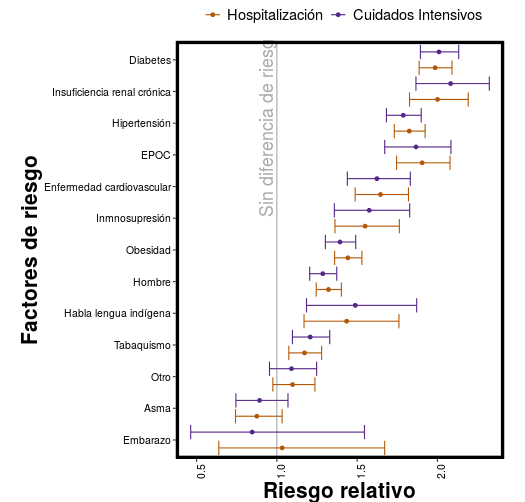 Hospitalización Cuidados Intensivos
Factores de riesgo
Diabetes
Insuficiencia renal crónica
Hipertensión
EPOC
Enfermedad cardiovascular
Inmnosupresión
Obesidad
Hombre
Habla lengua indígena
Tabaquismo
Otro
Asma
Embarazo
Sin diferencia de riesgo
0.5 1.0 1.5 2.0
Riesgo relativo